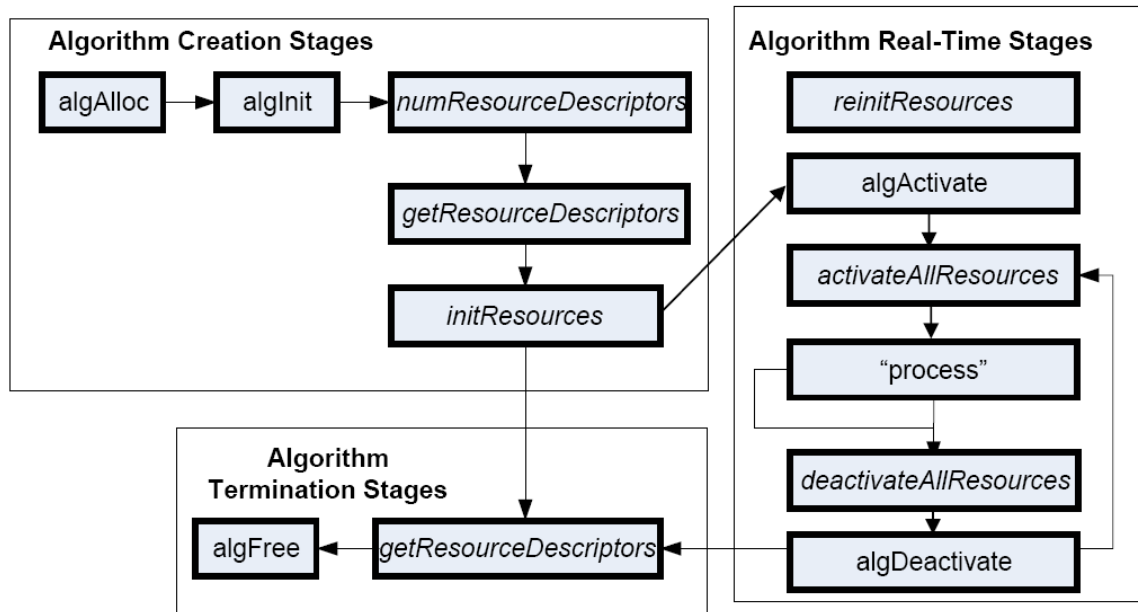 Algorithm Creation Stages
algAlloc
algInit
numResourceDescriptors
getResourceDescriptors
initResources
Algorithm Real-Time Stages
reinitResources
algActivate
activateAllResources
“process”
deactivateAllResources
algDeactivate
Algorithm
Termination Stages
algFree
getResourceDescriptors